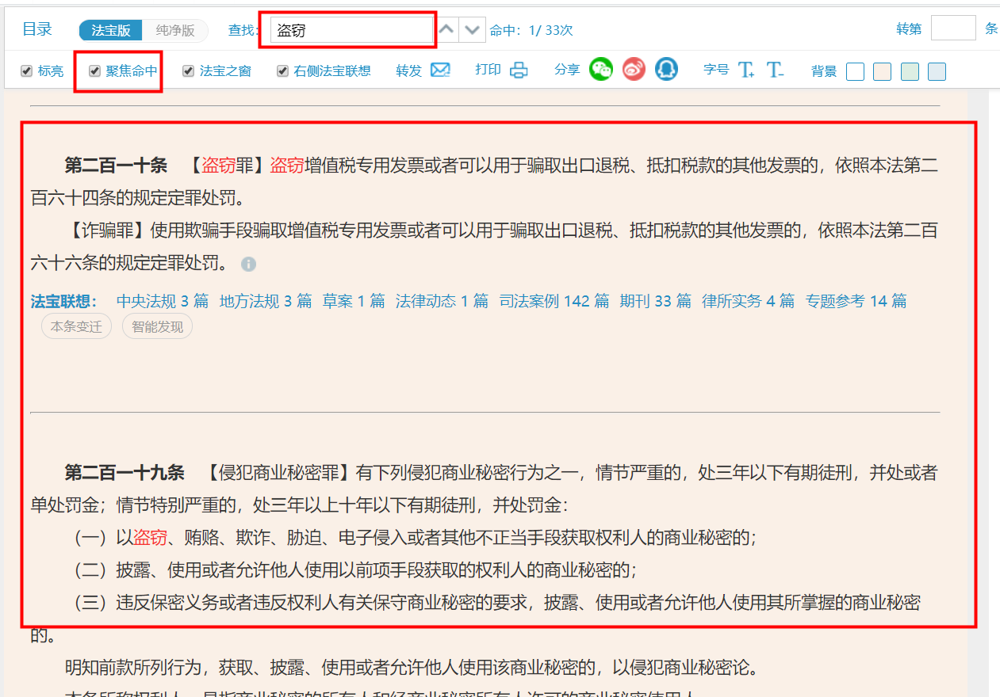 目录 法宝版 纯净版 查找: 盗窃 命中：1/ 33次 转第 条
标亮 聚焦命中 法宝之窗 右侧法宝联想 转发 打印 分享 字号 T+ T- 背景
第二百一十条 【盗窃罪】盗窃增值税专用发票或者可以用于骗取出口退税、抵扣税款的其他发票的，依照本法第二
百六十四条的规定定罪处罚。
【诈骗罪】使用欺骗手段骗取增值税专用发票或者可以用于骗取出口退税、抵扣税款的其他发票的，依照本法第二百
六十六条的规定定罪处罚。
法宝联想： 中央法规 3 篇 地方法规 3 篇 草案 1 篇 法律动态 1 篇 司法案例 142 篇 期刊 33 篇 律所实务 4 篇 专题参考 14 篇
本条变迁 智能发现
第二百一十九条 【侵犯商业秘密罪】有下列侵犯商业秘密行为之一，情节严重的，处三年以下有期徒刑，并处或者
单处罚金；情节特别严重的，处三年以上十年以下有期徒刑，并处罚金：
（一）以盗窃、贿赂、欺诈、胁迫、电子侵入或者其他不正当手段获取权利人的商业秘密的；
（二）披露、使用或者允许他人使用以前项手段获取的权利人的商业秘密的；
（三）违反保密义务或者违反权利人有关保守商业秘密的要求，披露、使用或者允许他人使用其所掌握的商业秘密
的。
明知前款所列行为，获取、披露、使用或者允许他人使用该商业秘密的，以侵犯商业秘密论。
本条所称权利人，是指商业秘密的所有人和经商业秘密所有人许可的商业秘密使用人。